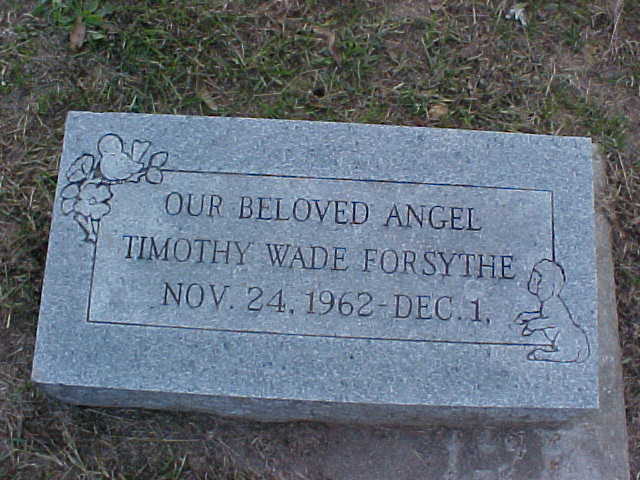 OUR BELOVED ANGEL
TIMOTHY WADE FORSYTHE
NOV. 24, 1962-DEC. 1,